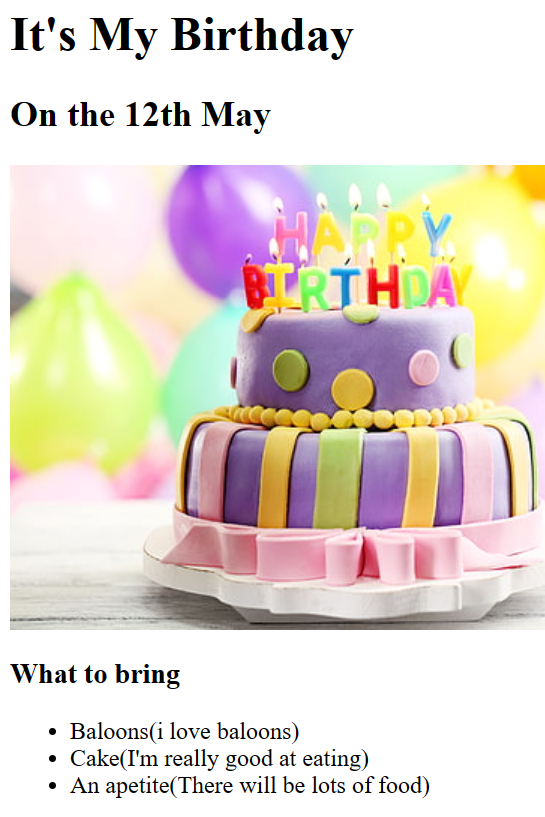 It's My Birthday
On the 12th May
HAPPY
BIRTHDAY
What to bring
Baloons(i love baloons)
Cake(I'm really good at eating)
An apetite(There will be lots of food)